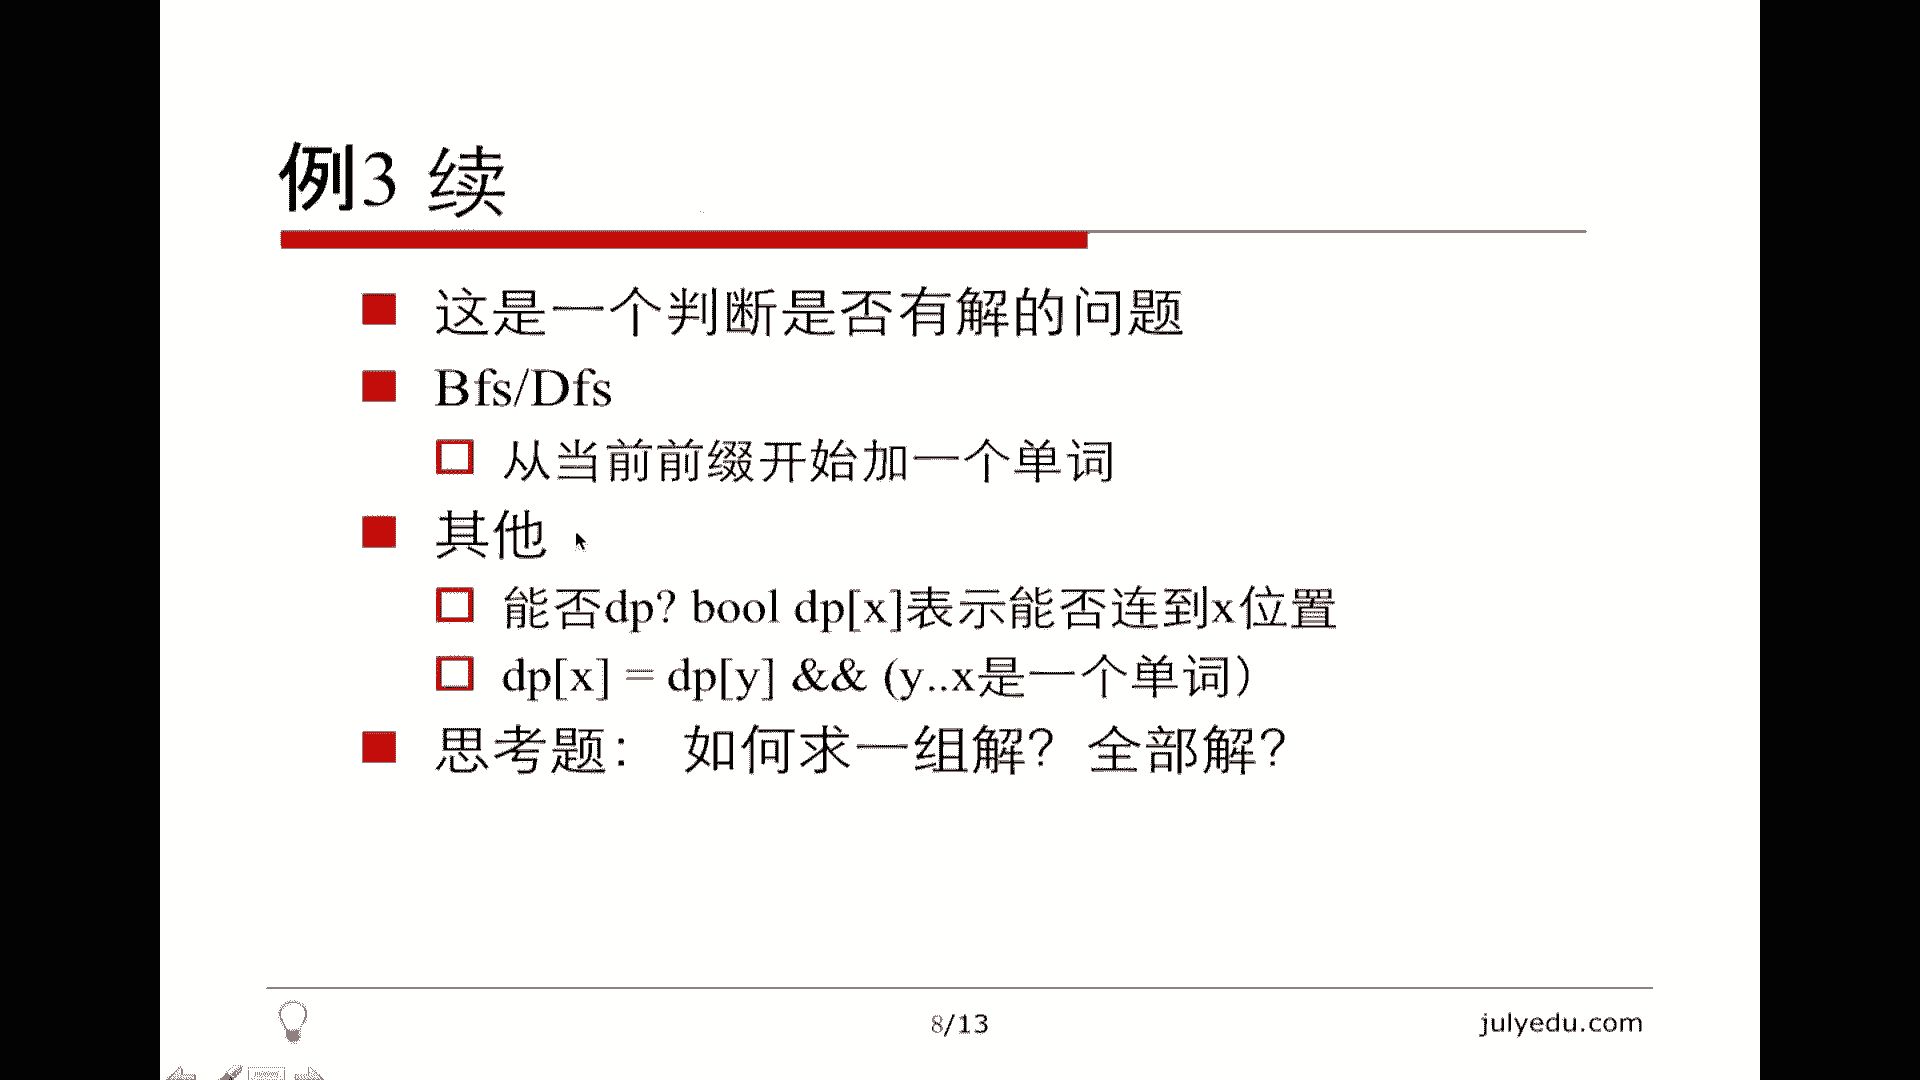 例3 续
这是一个判断是否有解的问题
Bfs/Dfs
从当前前缀开始加一个单词
其他
能否dp? bool dp[x]表示能否连到x位置
dp[x] = dp[y] && (y..x是一个单词)
思考题： 如何求一组解？全部解？
8/13
julyedu.com